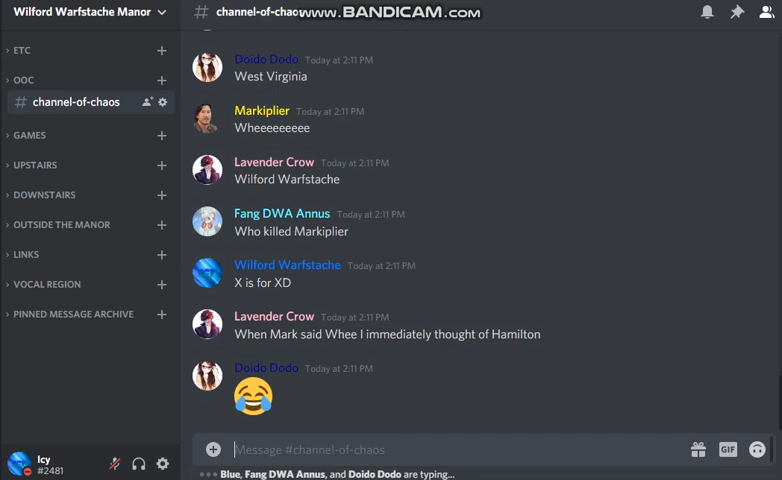 Wilford Warfstache Manor
# channel-of-chao
www.BANDICAM.com
ETC
OOC
# channel-of-chaos
GAMES
UPSTAIRS
DOWNSTAIRS
OUTSIDE THE MANOR
LINKS
VOCAL REGION
PINNED MESSAGE ARCHIVE
Icy
#2481
Doido Dodo Today at 2:11 PM
West Virginia
Markiplier Today at 2:11 PM
Wheeeeeeeee
Lavender Crow Today at 2:11 PM
Wilford Warfstache
Fang DWA Annus Today at 2:11 PM
Who killed Markiplier
Wilford Warfstache Today at 2:11 PM
X is for XD
Lavender Crow Today at 2:11 PM
When Mark said Whee I immediately thought of Hamilton
Doido Dodo Today at 2:11 PM
Message #channel-of-chaos
GIF
Blue, Fang DWA Annus, and Doido Dodo are typing...